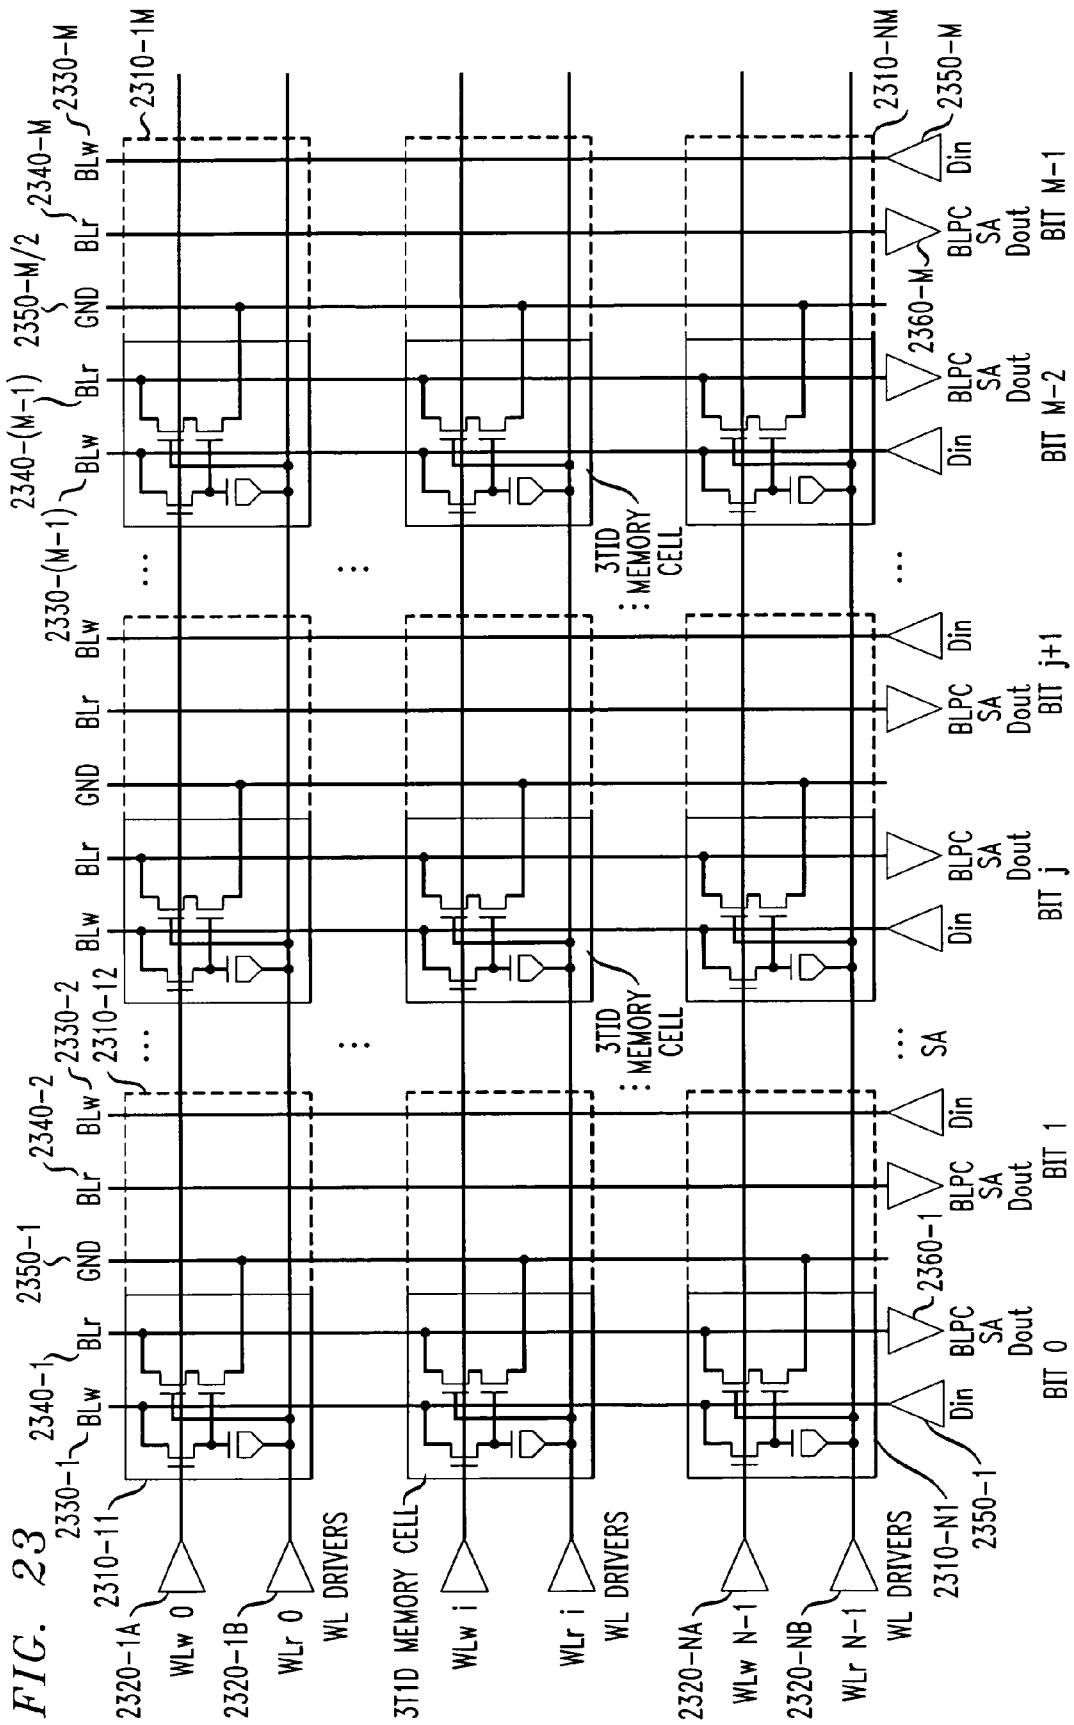 FIG. 23
2330-1
2340-1
2350-1
2340-2
2330-2
2310-12
2330-(M-1)
2340-(M-1)
2350-M/2
2340-M
2330-M
2310-1M
BLw
BLr
GND
BLr
BLw
BLw
BLr
GND
BLr
BLw
BLw
BLr
GND
BLr
BLw
2310-11
2320-1A
WLw 0
2320-1B
WLr 0
WL DRIVERS
...
...
...
...
3T1D MEMORY CELL
WLw i
WLr i
WL DRIVERS
3TID
MEMORY
CELL
3TID
MEMORY
CELL
2320-NA
WLw N-1
2320-NB
WLr N-1
WL DRIVERS
2310-N1
2350-1
2360-1
2360-M
2310-NM
2350-M
Din
BLPC
SA
Dout
BLPC
SA
Dout
Din
...
SA
Din
BLPC
SA
Dout
BLPC
SA
Dout
Din
...
Din
BLPC
SA
Dout
BLPC
SA
Dout
Din
BIT 0
BIT 1
BIT j
BIT j+1
BIT M-2
BIT M-1